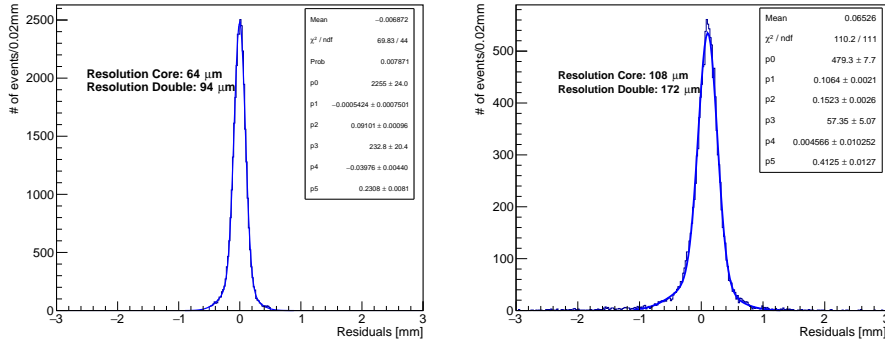 # of events/0.02mm
2500
2000
1500
1000
500
0
−3
−2
−1
0
1
2
3
Residuals [mm]
Resolution Core: 64 μm
Resolution Double: 94 μm
Mean −0.006872
χ² / ndf 69.83 / 44
Prob 0.007871
p0 2255 ± 24.0
p1 −0.0005424 ± 0.0007501
p2 0.09101 ± 0.00096
p3 232.8 ± 20.4
p4 −0.03976 ± 0.00440
p5 0.2308 ± 0.0081
# of events/0.02mm
500
400
300
200
100
0
−3
−2
−1
0
1
2
3
Residuals [mm]
Resolution Core: 108 μm
Resolution Double: 172 μm
Mean 0.06526
χ² / ndf 110.2 / 111
p0 479.3 ± 7.7
p1 0.1064 ± 0.0021
p2 0.1523 ± 0.0026
p3 57.35 ± 5.07
p4 0.004566 ± 0.010252
p5 0.4125 ± 0.0127